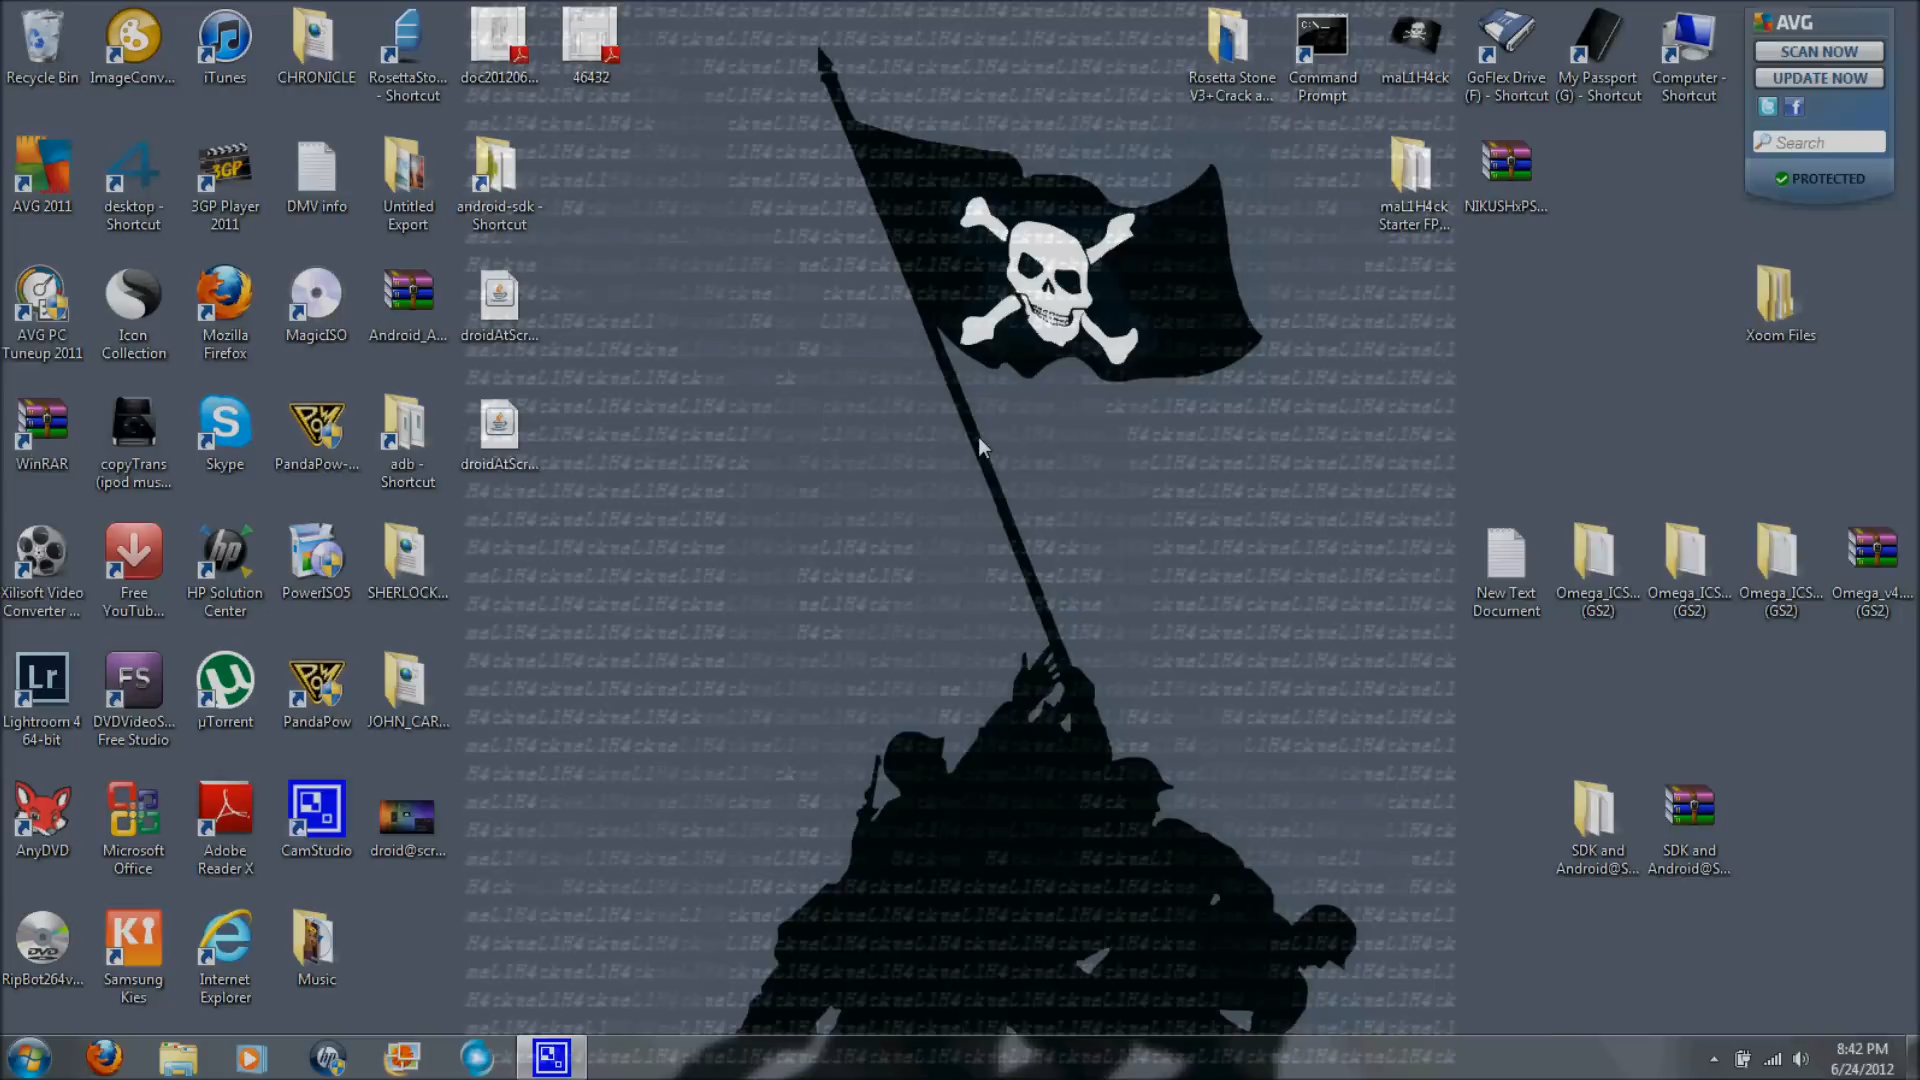 Recycle Bin
ImageConv...
iTunes
CHRONICLE
RosettaSto...
- Shortcut
doc201206...
46432
Rosetta Stone
V3+Crack a...
Command
Prompt
maL1H4ck
GoFlex Drive
(F) - Shortcut
My Passport
(G) - Shortcut
Computer -
Shortcut
AVG
SCAN NOW
UPDATE NOW
Search
PROTECTED
AVG 2011
desktop -
Shortcut
3GP Player
2011
DMV info
Untitled
Export
android-sdk -
Shortcut
maL1H4ck
Starter FP...
NIKUSHxPS...
AVG PC
Tuneup 2011
Icon
Collection
Mozilla
Firefox
MagicISO
Android_A...
droidAtScr...
Xoom Files
WinRAR
copyTrans
(ipod mus...
Skype
PandaPow-...
adb -
Shortcut
droidAtScr...
Xilisoft Video
Converter ...
Free
YouTub...
HP Solution
Center
PowerISO5
SHERLOCK...
New Text
Document
Omega_ICS...
(GS2)
Omega_ICS...
(GS2)
Omega_ICS...
(GS2)
Omega_v4....
(GS2)
Lightroom 4
64-bit
DVDVideoS...
Free Studio
µTorrent
PandaPow
JOHN_CAR...
AnyDVD
Microsoft
Office
Adobe
Reader X
CamStudio
droid@scr...
SDK and
Android@S...
SDK and
Android@S...
RipBot264v...
Samsung
Kies
Internet
Explorer
Music
8:42 PM
6/24/2012